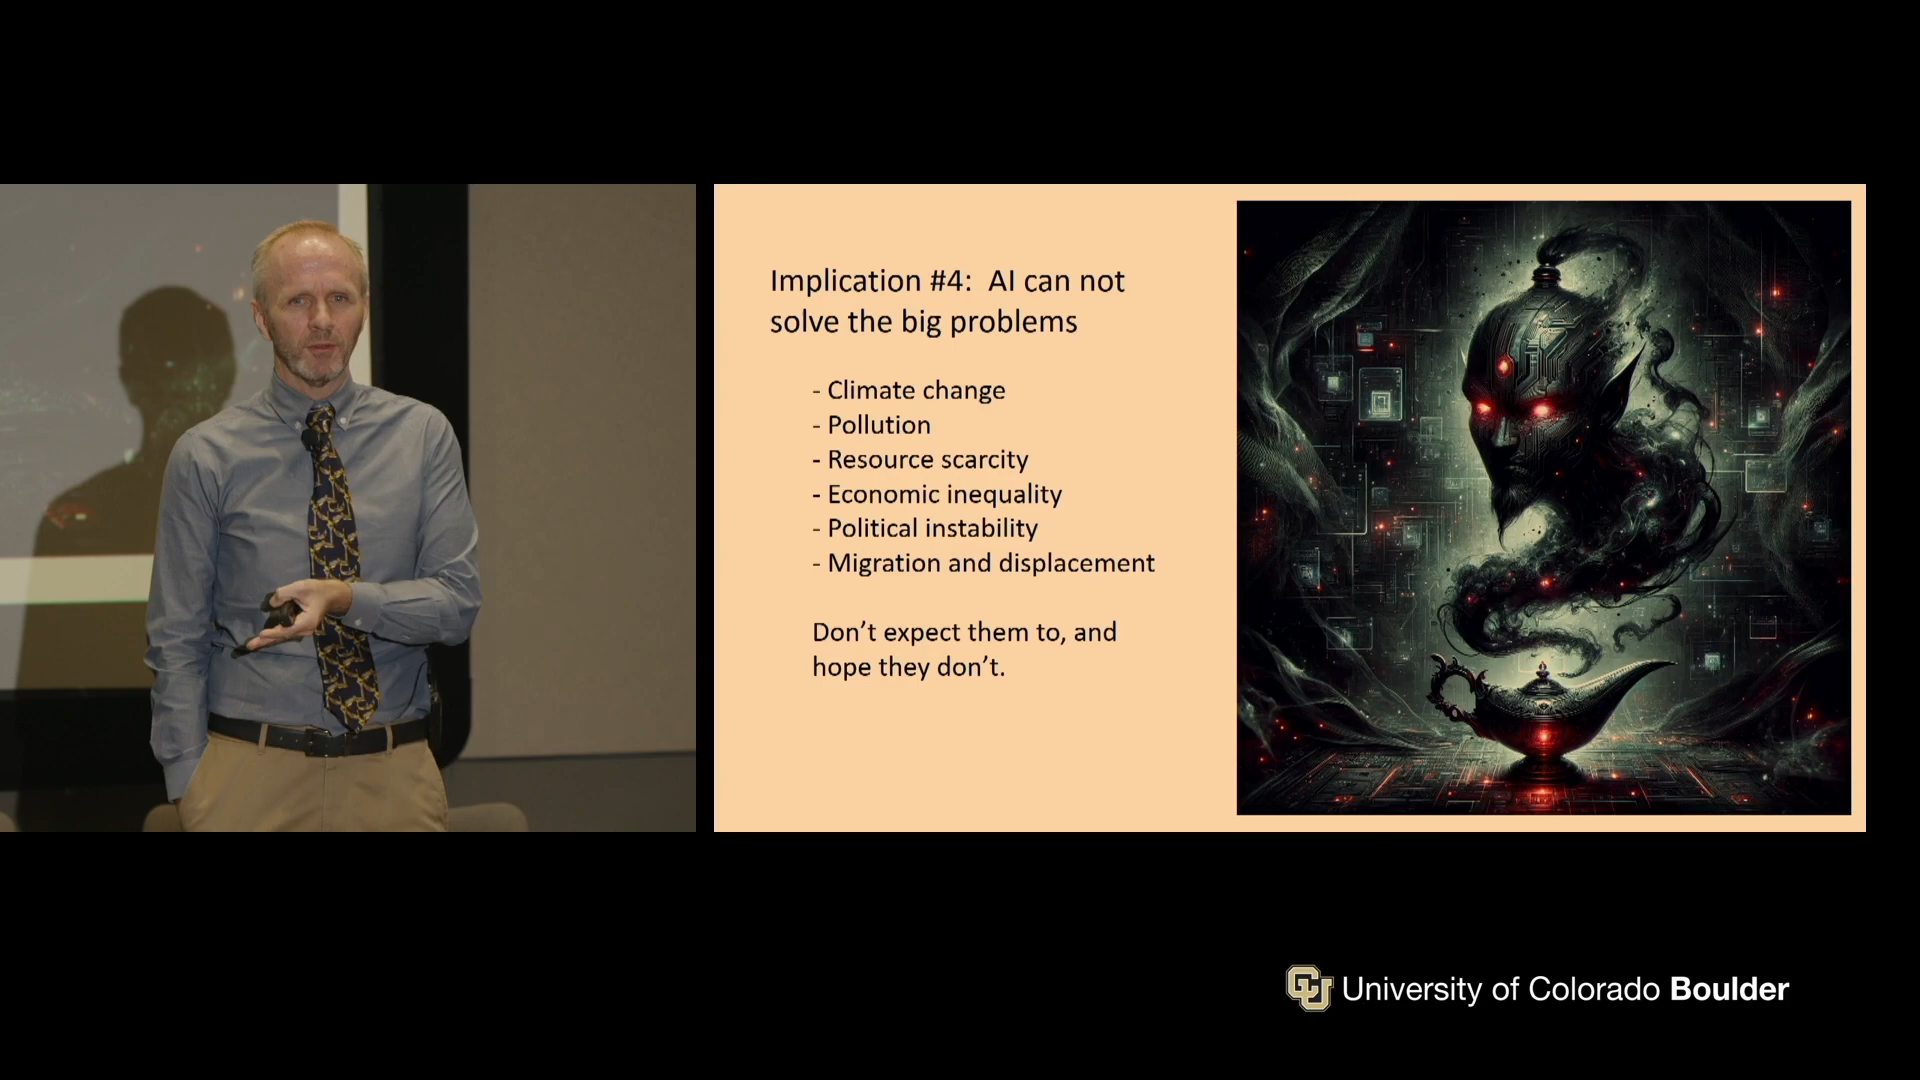 Implication #4:  AI can not
solve the big problems
- Climate change
- Pollution
- Resource scarcity
- Economic inequality
- Political instability
- Migration and displacement
Don’t expect them to, and
hope they don’t.
CU University of Colorado Boulder